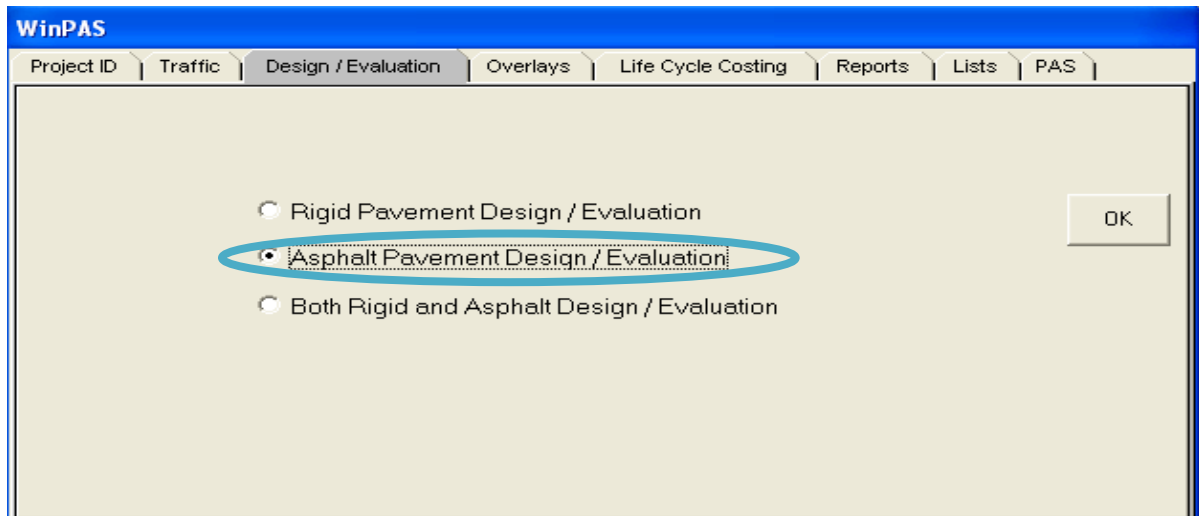 WinPAS
Project ID Traffic Design / Evaluation Overlays Life Cycle Costing Reports Lists PAS
Rigid Pavement Design / Evaluation
OK
Asphalt Pavement Design / Evaluation
Both Rigid and Asphalt Design / Evaluation